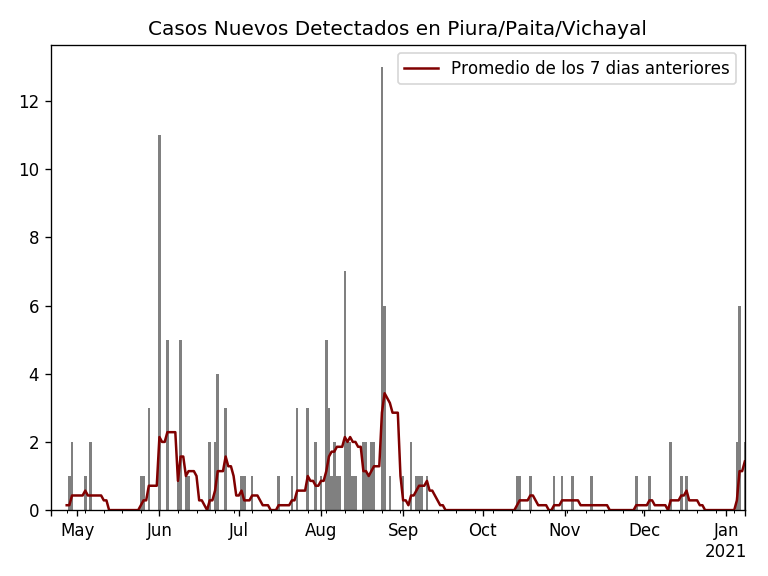 Casos Nuevos Detectados en Piura/Paita/Vichayal
Promedio de los 7 dias anteriores
12
10
8
6
4
2
0
May Jun Jul Aug Sep Oct Nov Dec Jan
2021